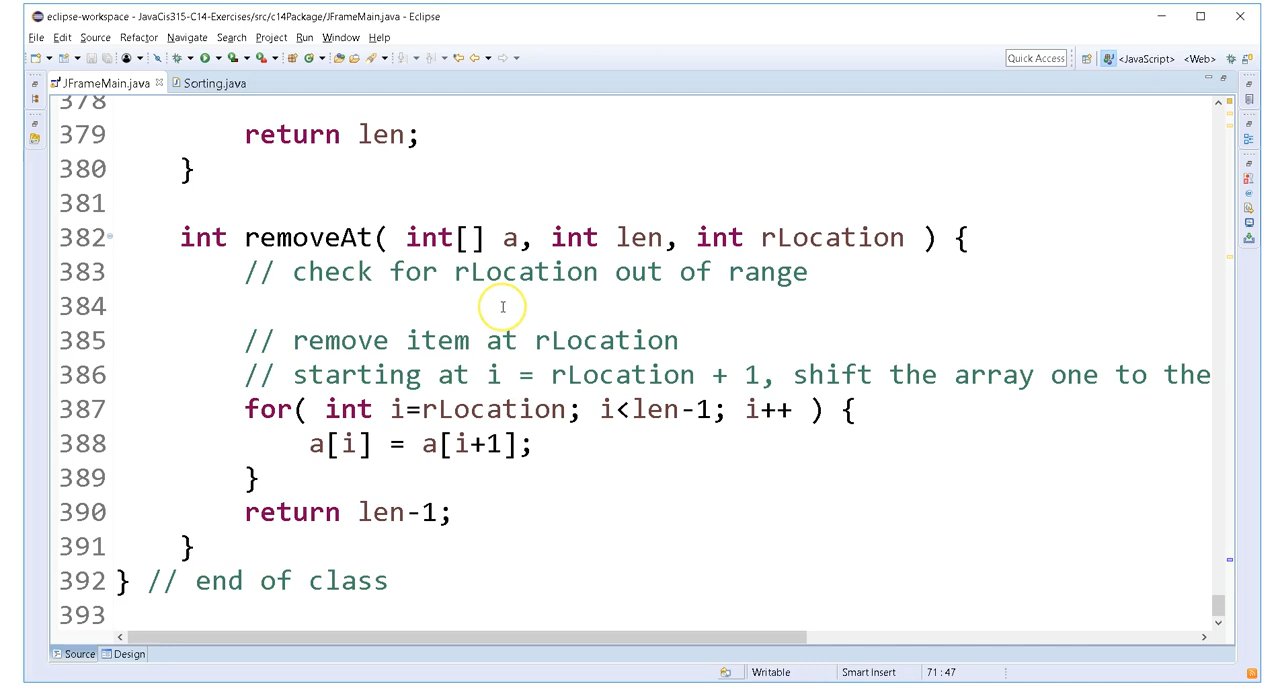 eclipse-workspace - JavaCis315-C14-Exercises/src/c14Package/JFrameMain.java - Eclipse
File Edit Source Refactor Navigate Search Project Run Window Help
Quick Access <JavaScript> <Web>
JFrameMain.java Sorting.java
378
379 return len;
380 }
381
382 int removeAt( int[] a, int len, int rLocation ) {
383 // check for rLocation out of range
384
385 // remove item at rLocation
386 // starting at i = rLocation + 1, shift the array one to the
387 for( int i=rLocation; i<len-1; i++ ) {
388 a[i] = a[i+1];
389 }
390 return len-1;
391 }
392 } // end of class
393
Source Design
Writable Smart Insert 71 : 47